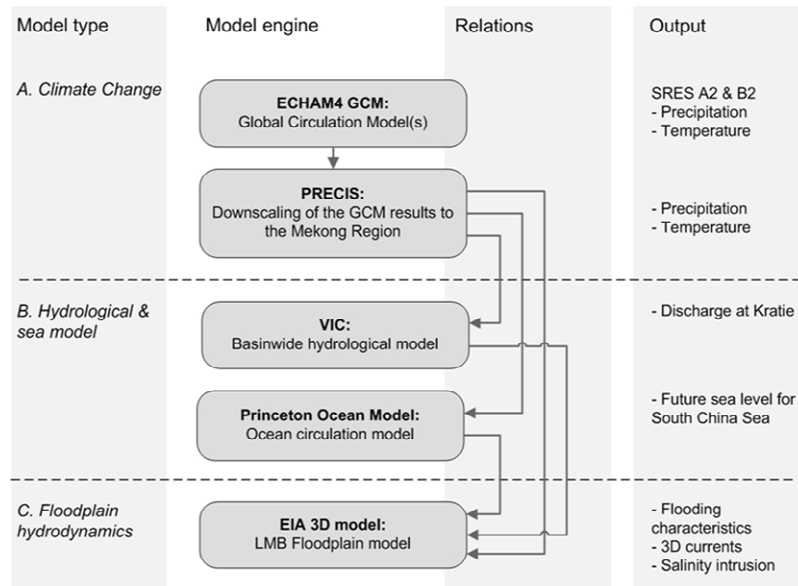 Model type
Model engine
Relations
Output
A. Climate Change
ECHAM4 GCM:
Global Circulation Model(s)
SRES A2 & B2
- Precipitation
- Temperature
PRECIS:
Downscaling of the GCM results to
the Mekong Region
- Precipitation
- Temperature
B. Hydrological &
sea model
VIC:
Basinwide hydrological model
- Discharge at Kratie
Princeton Ocean Model:
Ocean circulation model
- Future sea level for
South China Sea
C. Floodplain
hydrodynamics
EIA 3D model:
LMB Floodplain model
- Flooding
characteristics
- 3D currents
- Salinity intrusion